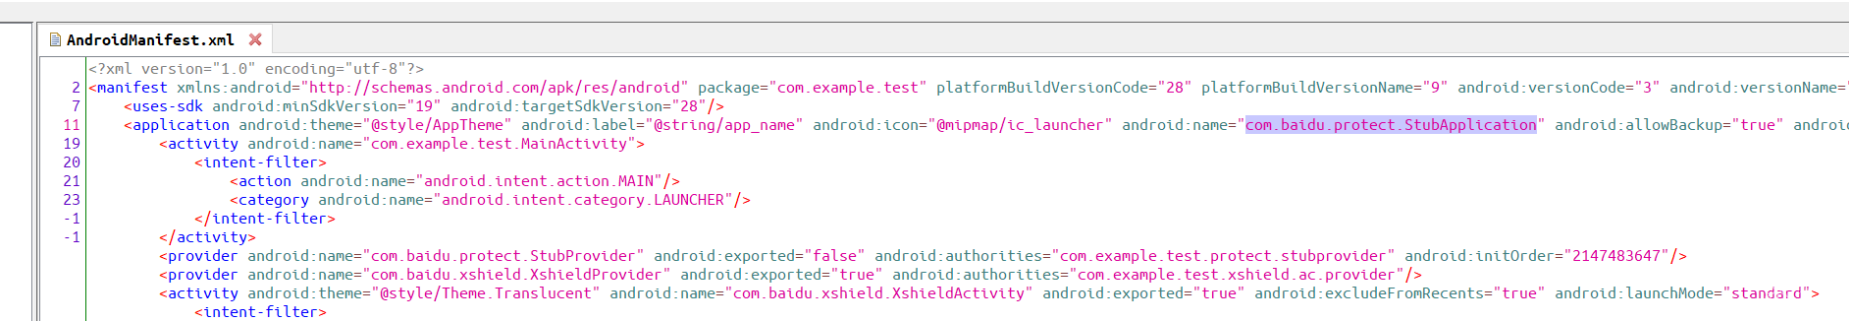 AndroidManifest.xml
<?xml version="1.0" encoding="utf-8"?>
2 <manifest xmlns:android="http://schemas.android.com/apk/res/android" package="com.example.test" platformBuildVersionCode="28" platformBuildVersionName="9" android:versionCode="3" android:versionName="
7 <uses-sdk android:minSdkVersion="19" android:targetSdkVersion="28"/>
11 <application android:theme="@style/AppTheme" android:label="@string/app_name" android:icon="@mipmap/ic_launcher" android:name="com.baidu.protect.StubApplication" android:allowBackup="true" androi
19 <activity android:name="com.example.test.MainActivity">
20 <intent-filter>
21 <action android:name="android.intent.action.MAIN"/>
23 <category android:name="android.intent.category.LAUNCHER"/>
-1 </intent-filter>
-1 </activity>
<provider android:name="com.baidu.protect.StubProvider" android:exported="false" android:authorities="com.example.test.protect.stubprovider" android:initOrder="2147483647"/>
<provider android:name="com.baidu.xshield.XshieldProvider" android:exported="true" android:authorities="com.example.test.xshield.ac.provider"/>
<activity android:theme="@style/Theme.Translucent" android:name="com.baidu.xshield.XshieldActivity" android:exported="true" android:excludeFromRecents="true" android:launchMode="standard">
<intent-filter>